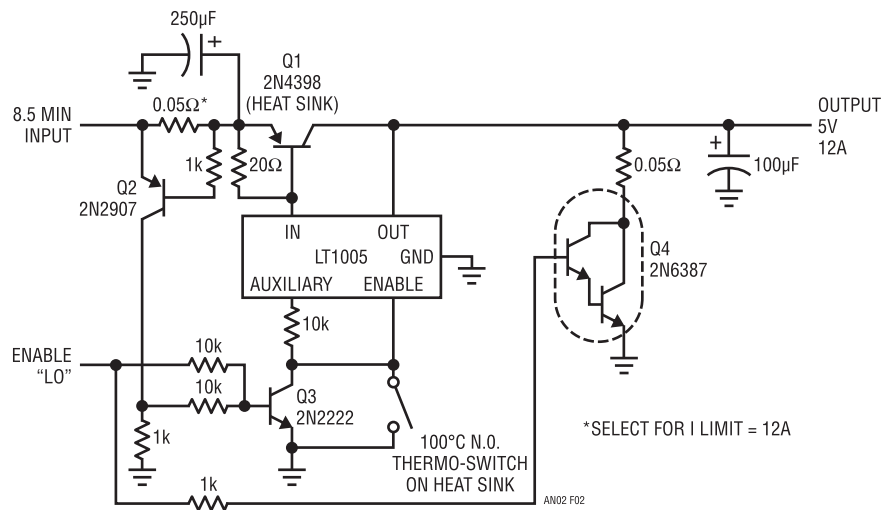 250µF
+
Q1
2N4398
(HEAT SINK)
0.05Ω*
8.5 MIN
INPUT
OUTPUT
5V
12A
1k
20Ω
0.05Ω
+
100µF
Q2
2N2907
IN
OUT
LT1005
GND
AUXILIARY
ENABLE
Q4
2N6387
10k
ENABLE
“LO”
10k
10k
Q3
2N2222
1k
100°C N.O.
THERMO-SWITCH
ON HEAT SINK
*SELECT FOR I LIMIT = 12A
1k
AN02 F02